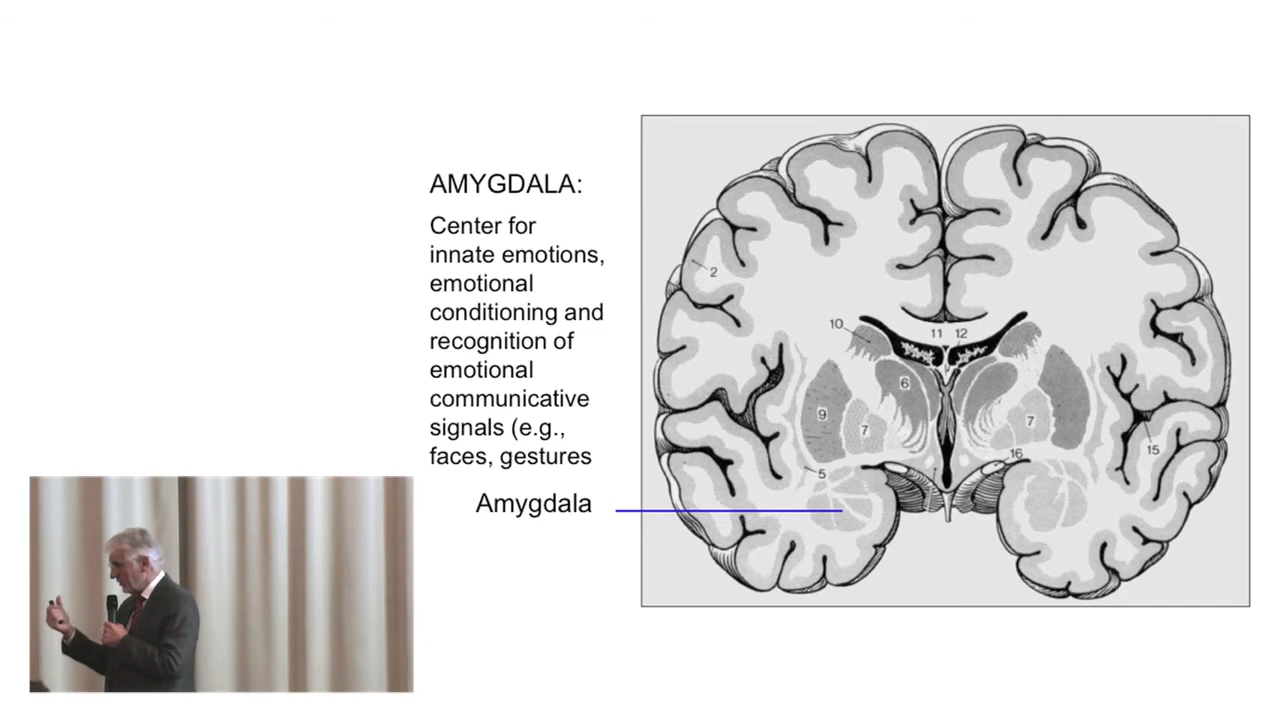 AMYGDALA:
Center for
innate emotions,
emotional
conditioning and
recognition of
emotional
communicative
signals (e.g.,
faces, gestures
Amygdala
2
10
11
12
6
9
7
7
5
16
15